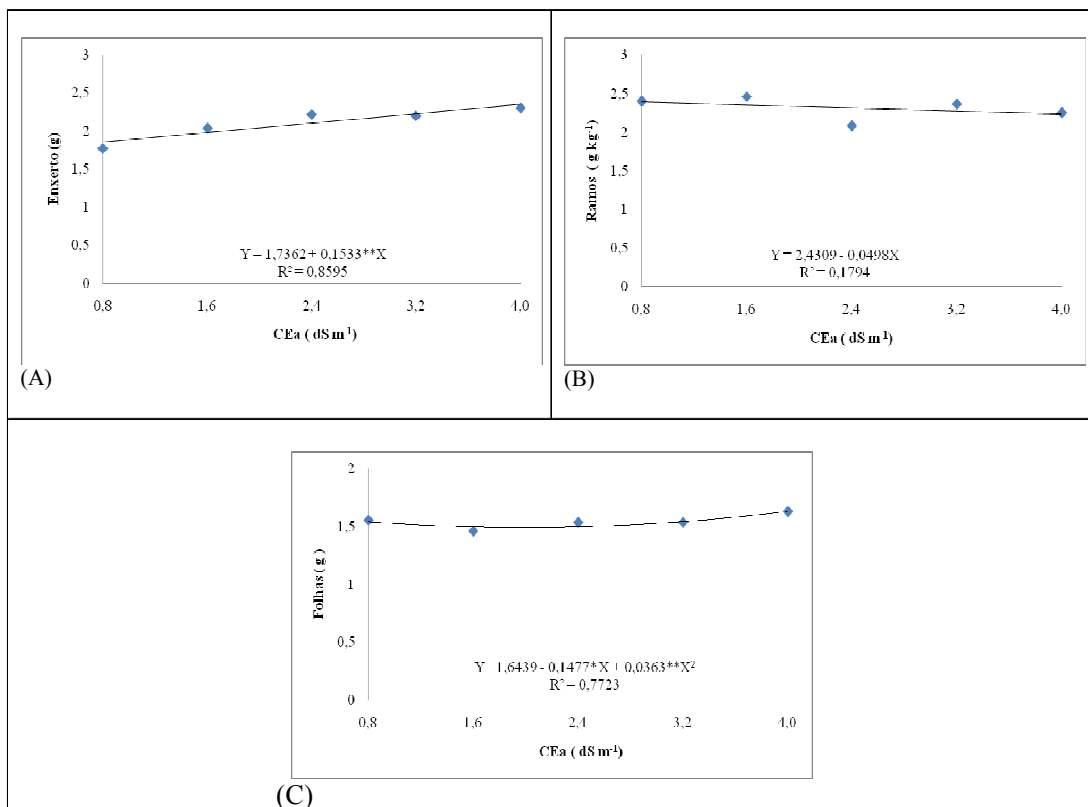 3
2,5
2
1,5
1
0,5
0
Enxerto (g)
Y – 1,7362 + 0,1533**X
R² = 0,8595
0,8 1,6 2,4 3,2 4,0
CEa ( dS m-1)
(A)
3
2,5
2
1,5
1
0,5
0
Ramos ( g kg-1)
Y = 2,4309 - 0,0498X
R² = 0,1794
0,8 1,6 2,4 3,2 4,0
CEa ( dS m-1)
(B)
2
1,5
1
0,5
0
Folhas ( g )
Y 1,6439 - 0,1477*X + 0,0363**X²
R² – 0,7723
0,8 1,6 2,4 3,2 4,0
CEa ( dS m-1)
(C)